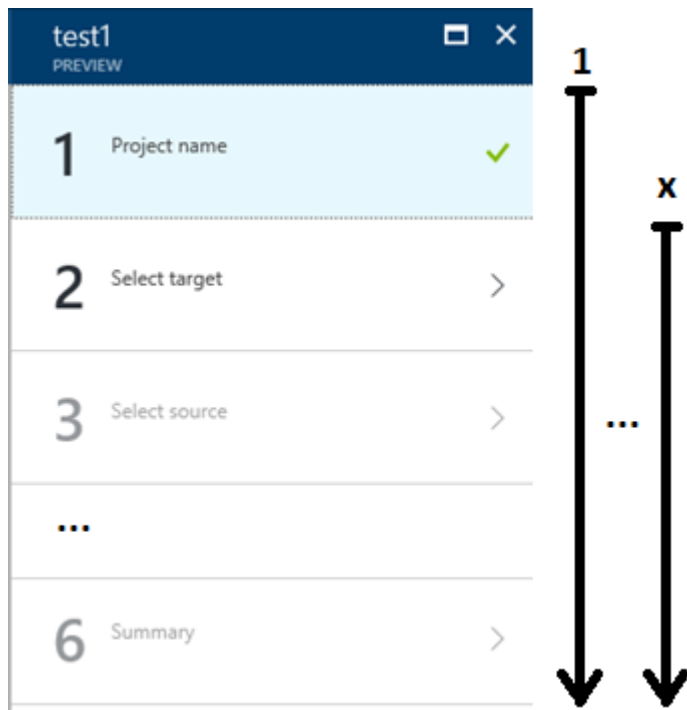 test1
PREVIEW
1 Project name
2 Select target
3 Select source
...
6 Summary
1
x
...